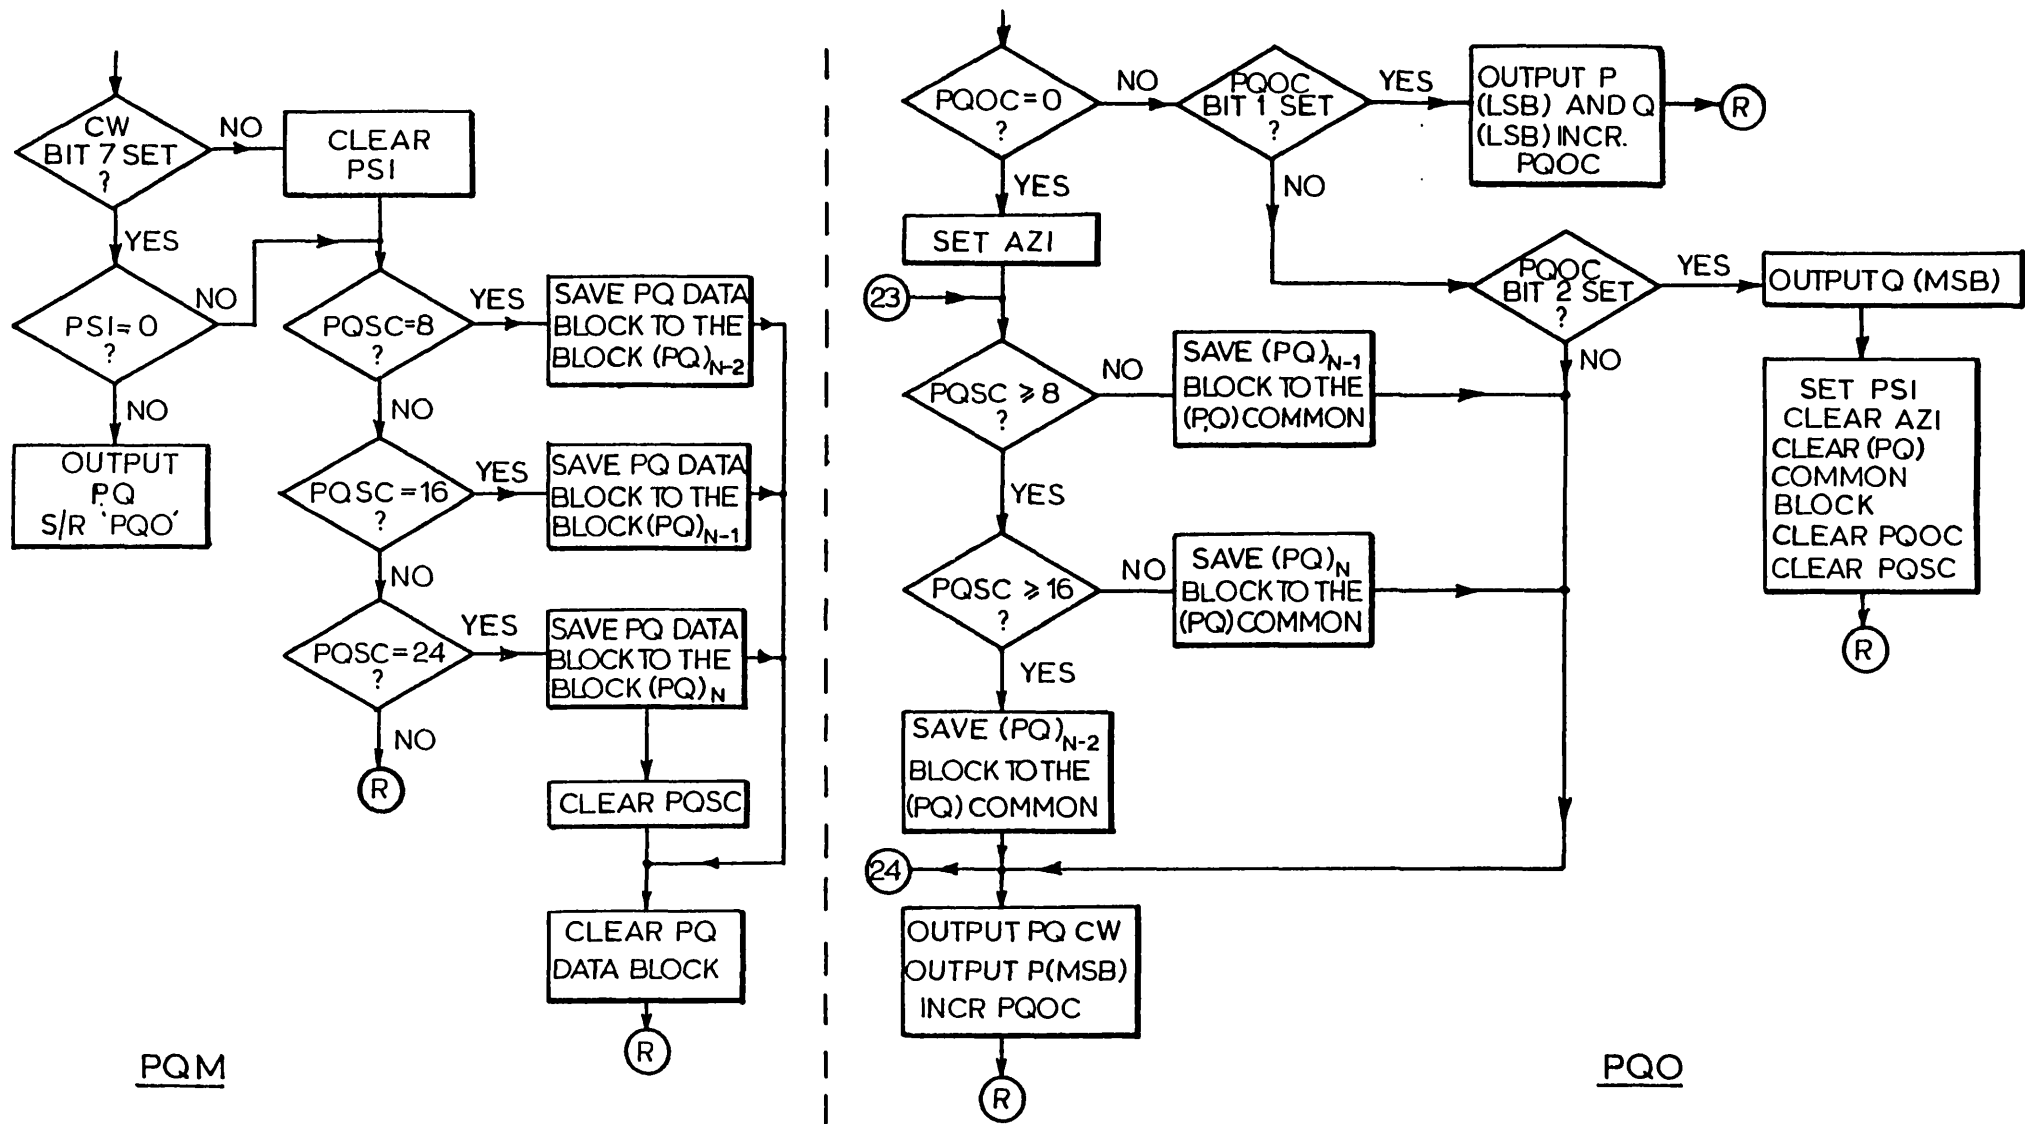 CW
BIT 7 SET
?
NO
CLEAR
PSI
YES
PSI=0
?
NO
NO
OUTPUT
PQ
S/R 'PQO'
PQSC=8
?
YES
SAVE PQ DATA
BLOCK TO THE
BLOCK (PQ)N-2
NO
PQSC=16
?
YES
SAVE PQ DATA
BLOCK TO THE
BLOCK (PQ)N-1
NO
PQSC=24
?
YES
SAVE PQ DATA
BLOCK TO THE
BLOCK (PQ)N
NO
R
CLEAR PQSC
CLEAR PQ
DATA BLOCK
R
PQM
PQOC=0
?
NO
PQOC
BIT 1 SET
?
YES
OUTPUT P
(LSB) AND Q
(LSB) INCR.
PQOC
R
YES
NO
SET AZI
23
PQOC
BIT 2 SET
?
YES
OUTPUT Q (MSB)
NO
SET PSI
CLEAR AZI
CLEAR (PQ)
COMMON
BLOCK
CLEAR PQOC
CLEAR PQSC
R
PQSC ≥ 8
?
NO
SAVE (PQ)N-1
BLOCK TO THE
(P,Q) COMMON
YES
PQSC ≥ 16
?
NO
SAVE (PQ)N
BLOCK TO THE
(PQ) COMMON
YES
SAVE (PQ)N-2
BLOCK TO THE
(PQ) COMMON
24
OUTPUT PQ CW
OUTPUT P(MSB)
INCR PQOC
R
PQO